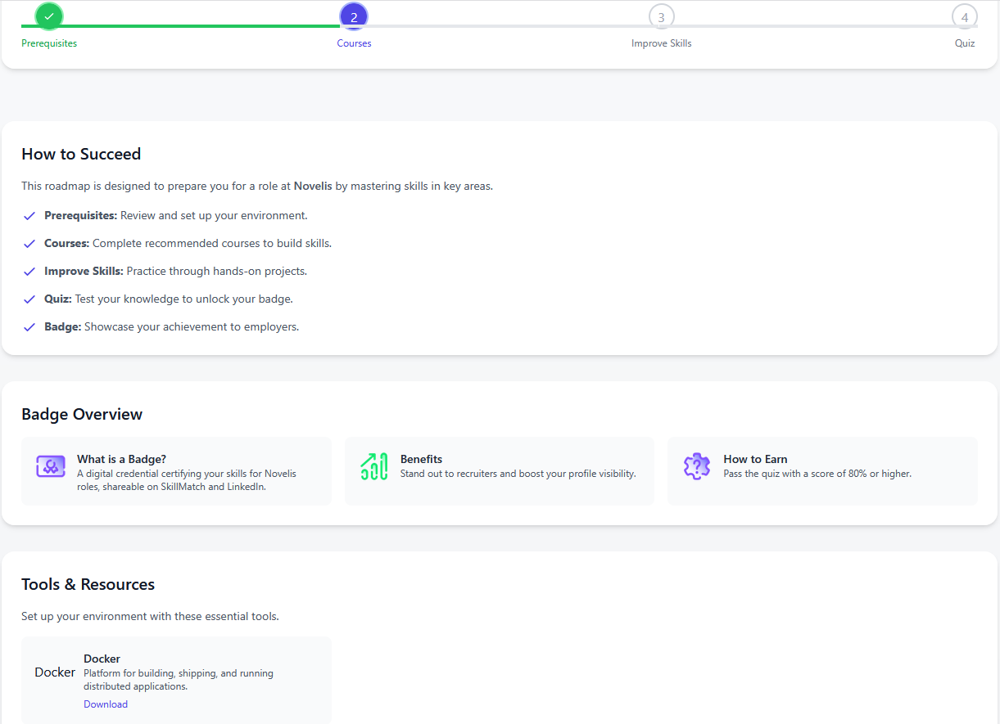 2
3
4
Prerequisites
Courses
Improve Skills
Quiz
How to Succeed
This roadmap is designed to prepare you for a role at Novelis by mastering skills in key areas.
Prerequisites: Review and set up your environment.
Courses: Complete recommended courses to build skills.
Improve Skills: Practice through hands-on projects.
Quiz: Test your knowledge to unlock your badge.
Badge: Showcase your achievement to employers.
Badge Overview
What is a Badge?
A digital credential certifying your skills for Novelis
roles, shareable on SkillMatch and LinkedIn.
Benefits
Stand out to recruiters and boost your profile visibility.
How to Earn
Pass the quiz with a score of 80% or higher.
Tools & Resources
Set up your environment with these essential tools.
Docker
Docker
Platform for building, shipping, and running
distributed applications.
Download